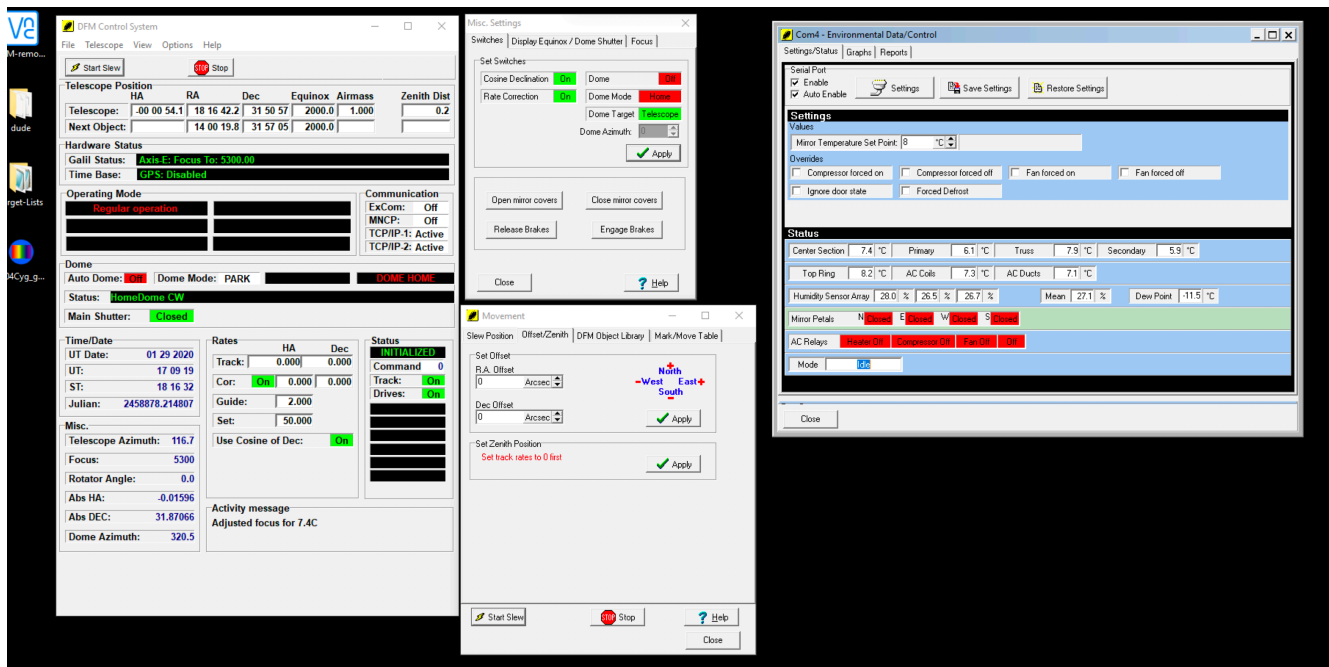 VNC
M-remo...
dude
rget-Lists
04Cyg_g...
DFM Control System
File Telescope View Options Help
Start Slew STOP Stop
Telescope Position
HA RA Dec Equinox Airmass Zenith Dist
Telescope: -00 00 54.1 18 16 42.2 31 50 57 2000.0 1.000 0.2
Next Object: 14 00 19.8 31 57 05 2000.0
Hardware Status
Galil Status: Axis-E: Focus To: 5300.00
Time Base: GPS: Disabled
Operating Mode
Regular operation
Communication
ExCom: Off
MNCP: Off
TCP/IP-1: Active
TCP/IP-2: Active
Dome
Auto Dome: Off Dome Mode: PARK DOME HOME
Status: HomeDome CW
Main Shutter: Closed
Time/Date
UT Date: 01 29 2020
UT: 17 09 19
ST: 18 16 32
Julian: 2458878.214807
Rates
HA Dec
Track: 0.000 0.000
Cor: On 0.000 0.000
Guide: 2.000
Set: 50.000
Use Cosine of Dec: On
Status
INITIALIZED
Command 0
Track: On
Drives: On
Misc.
Telescope Azimuth: 116.7
Focus: 5300
Rotator Angle: 0.0
Abs HA: -0.01596
Abs DEC: 31.87066
Dome Azimuth: 320.5
Activity message
Adjusted focus for 7.4C
Misc. Settings
Switches Display Equinox / Dome Shutter Focus
Set Switches
Cosine Declination On Dome Off
Rate Correction On Dome Mode Home
Dome Target Telescope
Dome Azimuth: 0
Apply
Open mirror covers Close mirror covers
Release Brakes Engage Brakes
Close ? Help
Movement
Slew Position Offset/Zenith DFM Object Library Mark/Move Table
Set Offset
R.A. Offset
0 Arcsec
Dec Offset
0 Arcsec
+
North
-West East+
South
-
Apply
Set Zenith Position
Set track rates to 0 first
Apply
Start Slew STOP Stop ? Help
Close
Com4 - Environmental Data/Control
Settings/Status Graphs Reports
Serial Port
Enable
Auto Enable
Settings Save Settings Restore Settings
Settings
Values
Mirror Temperature Set Point: 8 °C
Overrides
Compressor forced on Compressor forced off Fan forced on Fan forced off
Ignore door state Forced Defrost
Status
Center Section 7.4 °C Primary 6.1 °C Truss 7.9 °C Secondary 5.9 °C
Top Ring 8.2 °C AC Coils 7.3 °C AC Ducts 7.1 °C
Humidity Sensor Array 28.0 % 26.5 % 26.7 % Mean 27.1 % Dew Point -11.5 °C
Mirror Petals N Closed E Closed W Closed S Closed
AC Relays Heater Off Compressor Off Fan Off Off
Mode Idle
Close